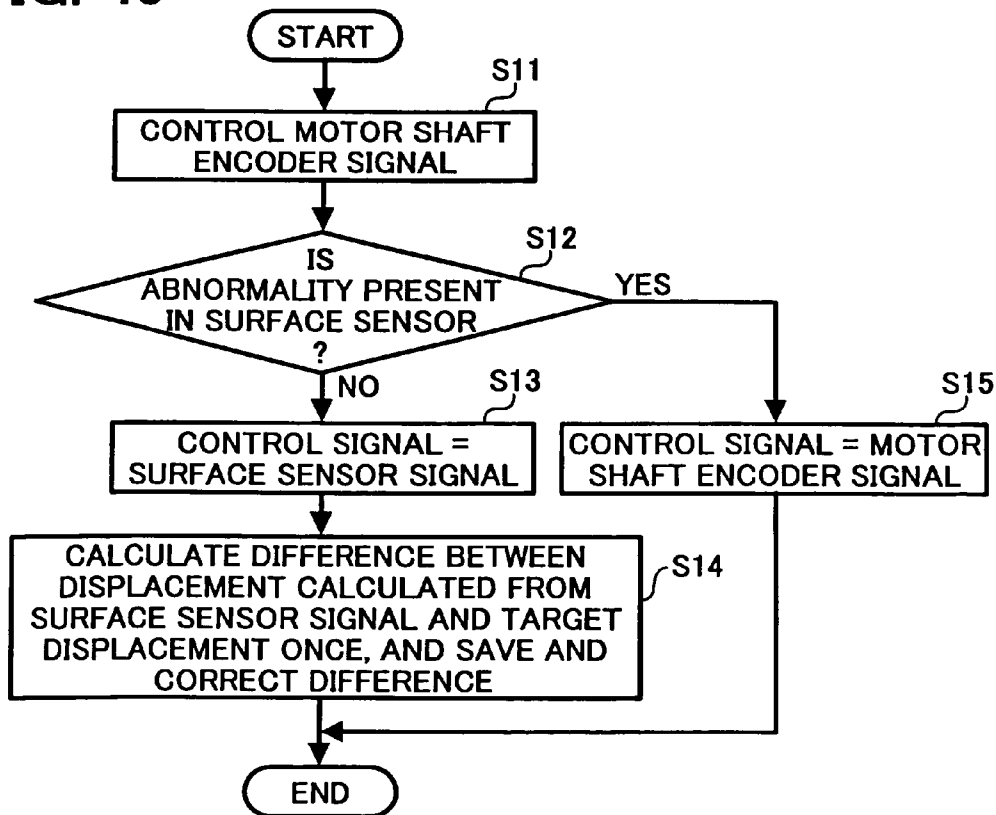 START
S11
CONTROL MOTOR SHAFT
ENCODER SIGNAL
S12
IS
ABNORMALITY PRESENT
IN SURFACE SENSOR
?
YES
NO
S13
CONTROL SIGNAL =
SURFACE SENSOR SIGNAL
S15
CONTROL SIGNAL = MOTOR
SHAFT ENCODER SIGNAL
S14
CALCULATE DIFFERENCE BETWEEN
DISPLACEMENT CALCULATED FROM
SURFACE SENSOR SIGNAL AND TARGET
DISPLACEMENT ONCE, AND SAVE AND
CORRECT DIFFERENCE
END